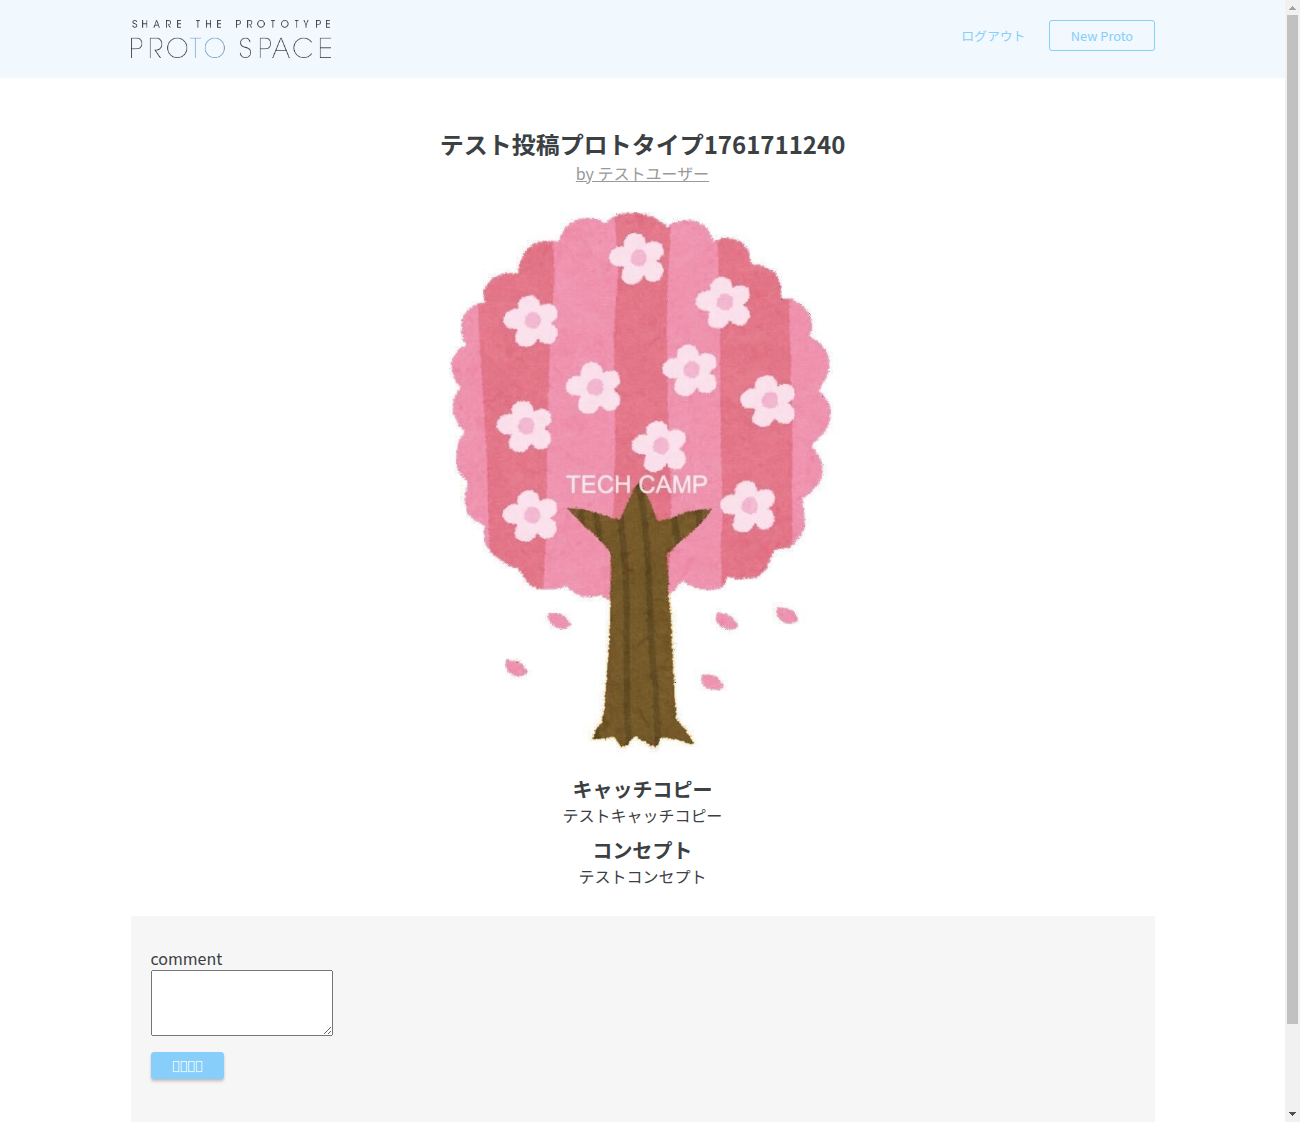 SHARE THE PROTOTYPE
PROTO SPACE
ログアウト
New Proto
テスト投稿プロトタイプ1761711240
by テストユーザー
TECH CAMP
キャッチコピー
テストキャッチコピー
コンセプト
テストコンセプト
comment